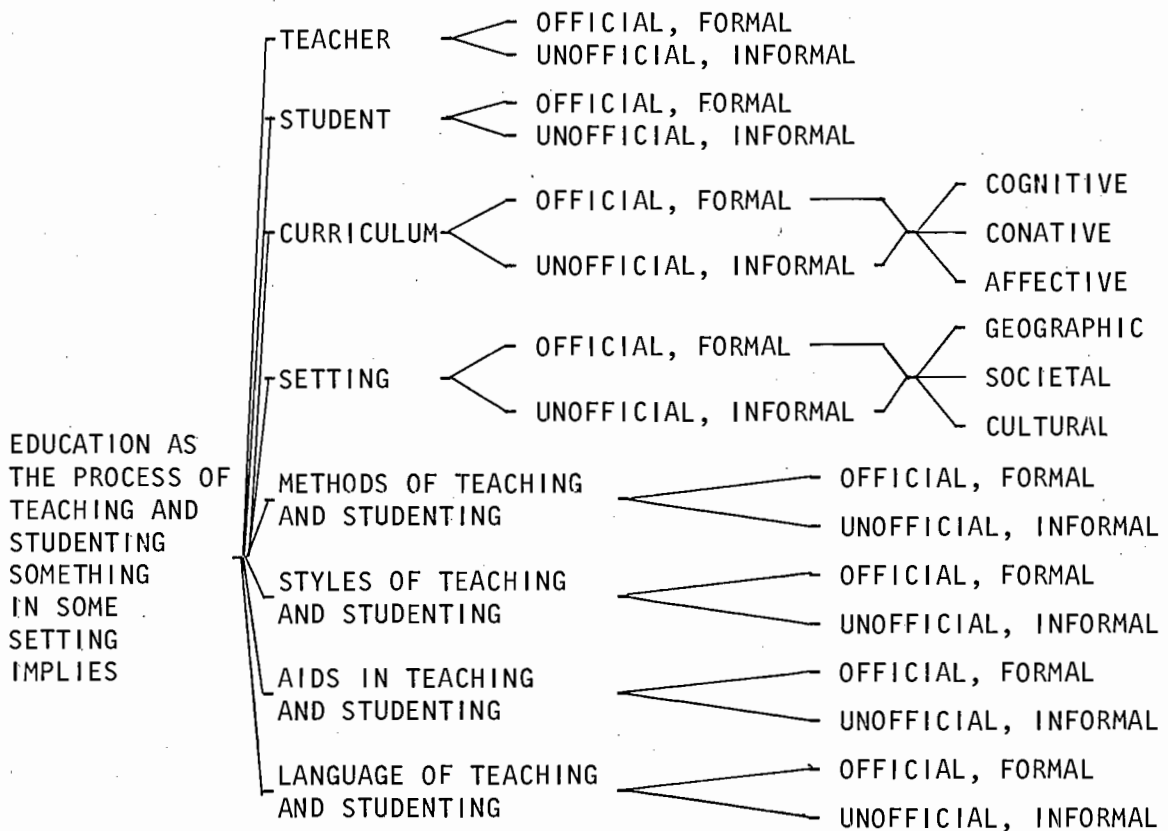 TEACHER
OFFICIAL, FORMAL
UNOFFICIAL, INFORMAL
STUDENT
OFFICIAL, FORMAL
UNOFFICIAL, INFORMAL
CURRICULUM
OFFICIAL, FORMAL
UNOFFICIAL, INFORMAL
COGNITIVE
CONATIVE
AFFECTIVE
SETTING
OFFICIAL, FORMAL
UNOFFICIAL, INFORMAL
GEOGRAPHIC
SOCIETAL
CULTURAL
EDUCATION AS
THE PROCESS OF
TEACHING AND
STUDENTING
SOMETHING
IN SOME
SETTING
IMPLIES
METHODS OF TEACHING
AND STUDENTING
OFFICIAL, FORMAL
UNOFFICIAL, INFORMAL
STYLES OF TEACHING
AND STUDENTING
OFFICIAL, FORMAL
UNOFFICIAL, INFORMAL
AIDS IN TEACHING
AND STUDENTING
OFFICIAL, FORMAL
UNOFFICIAL, INFORMAL
LANGUAGE OF TEACHING
AND STUDENTING
OFFICIAL, FORMAL
UNOFFICIAL, INFORMAL